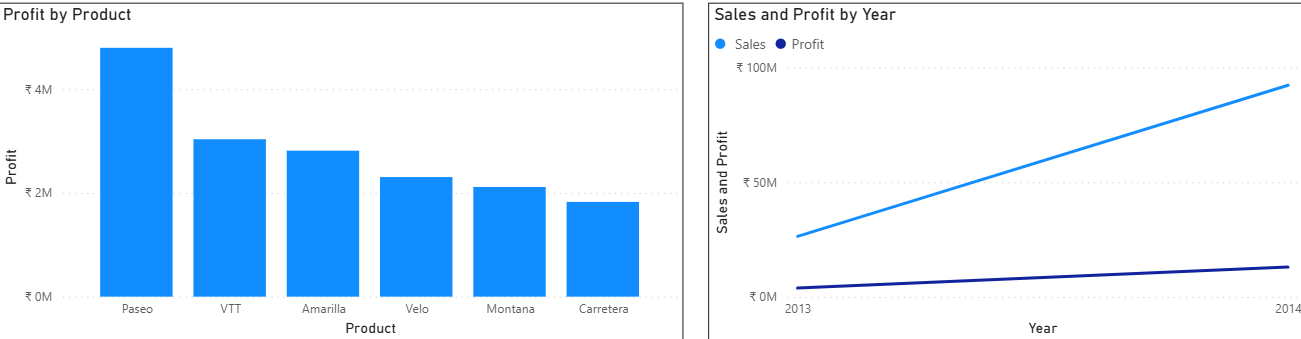 Profit by Product
₹ 4M
₹ 2M
₹ 0M
Profit
Paseo VTT Amarilla Velo Montana Carretera
Product
Sales and Profit by Year
Sales Profit
₹ 100M
₹ 50M
₹ 0M
Sales and Profit
2013 2014
Year